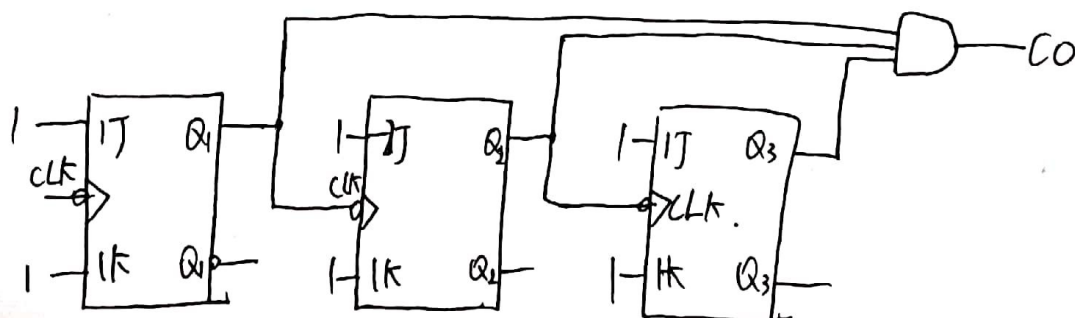 CO
1 1J Q1 1 1J Q2 1 1J Q3
CLK CLK CLK.
1 1K Q1 1 1K Q2 1 1K Q3